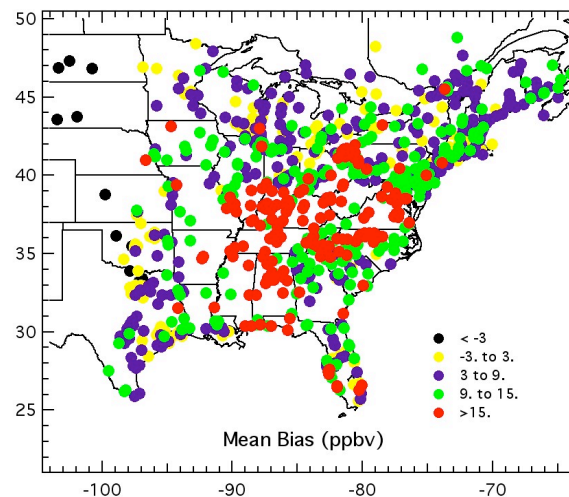 50
45
40
35
30
25
< -3
-3. to 3.
3 to 9.
9. to 15.
>15.
Mean Bias (ppbv)
-100 -90 -80 -70